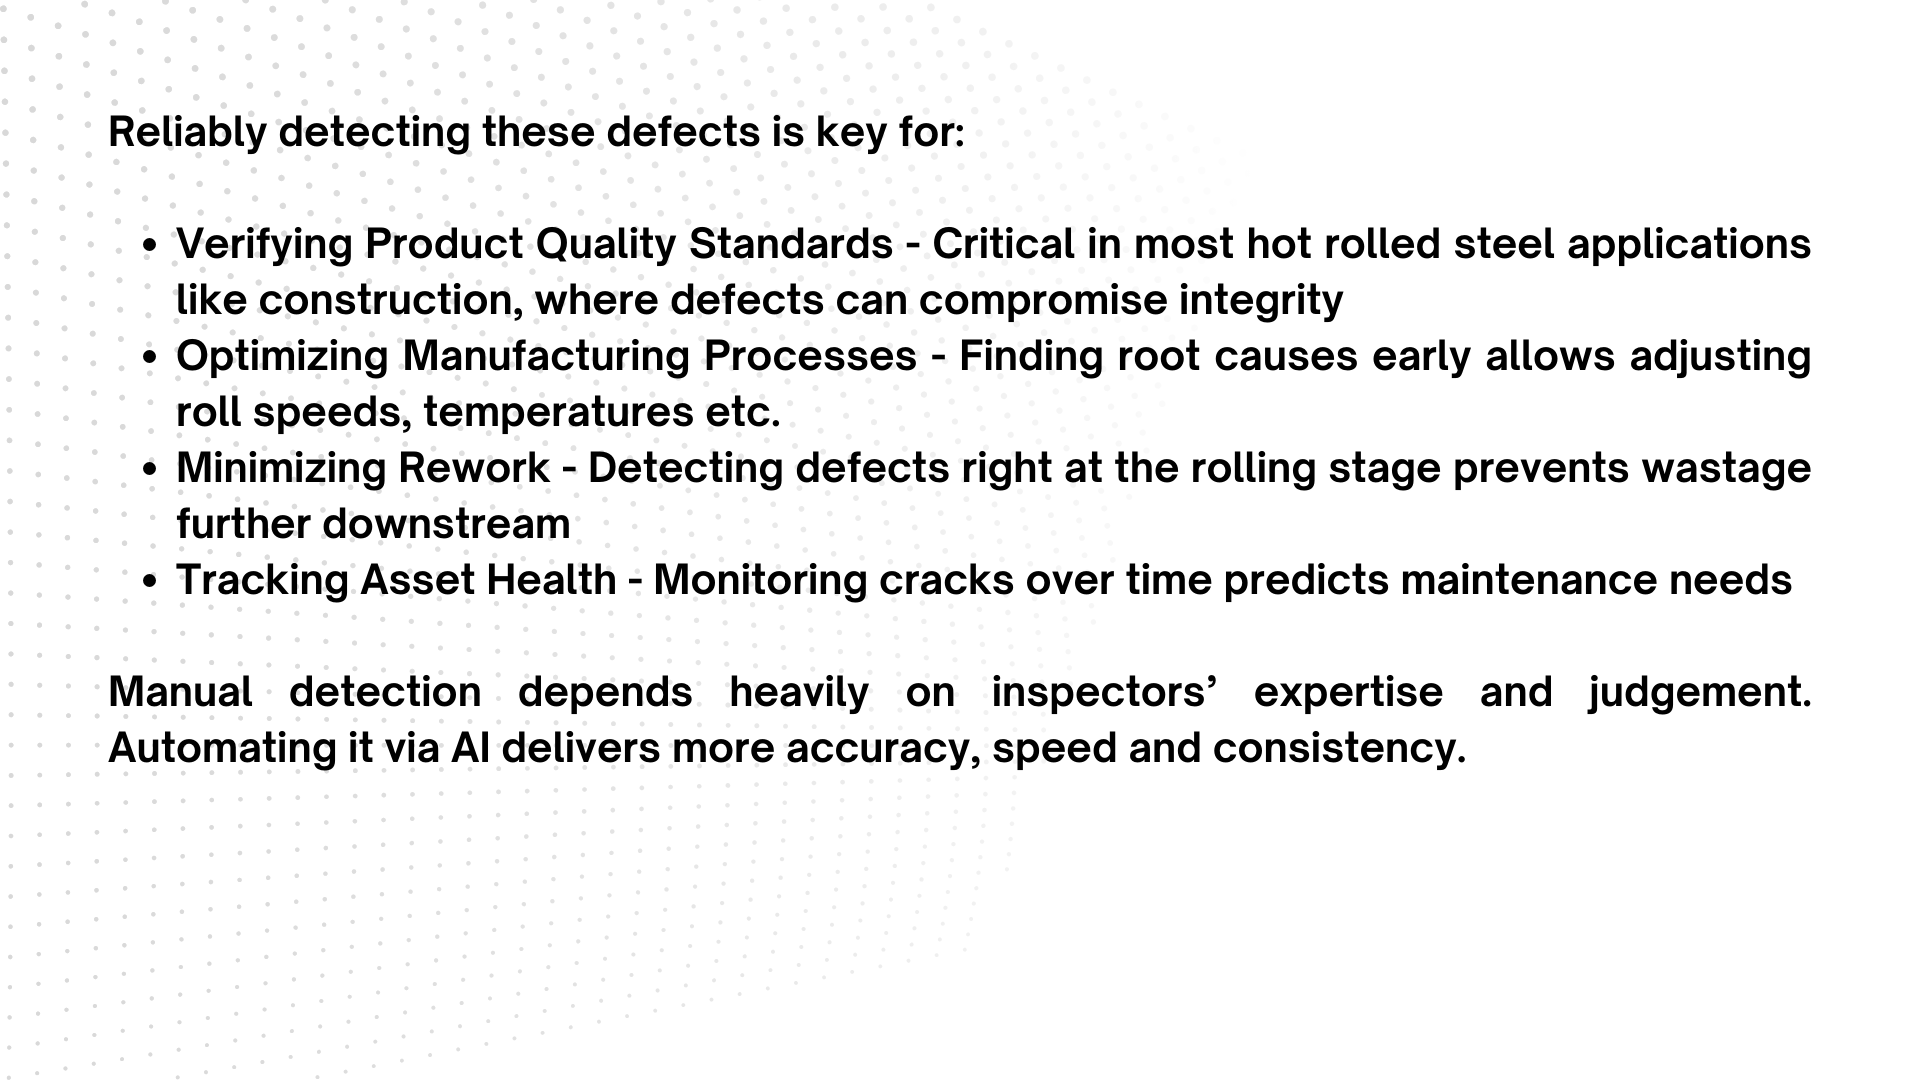 Reliably detecting these defects is key for:
• Verifying Product Quality Standards - Critical in most hot rolled steel applications
like construction, where defects can compromise integrity
• Optimizing Manufacturing Processes - Finding root causes early allows adjusting
roll speeds, temperatures etc.
• Minimizing Rework - Detecting defects right at the rolling stage prevents wastage
further downstream
• Tracking Asset Health - Monitoring cracks over time predicts maintenance needs
Manual detection depends heavily on inspectors’ expertise and judgement.
Automating it via AI delivers more accuracy, speed and consistency.